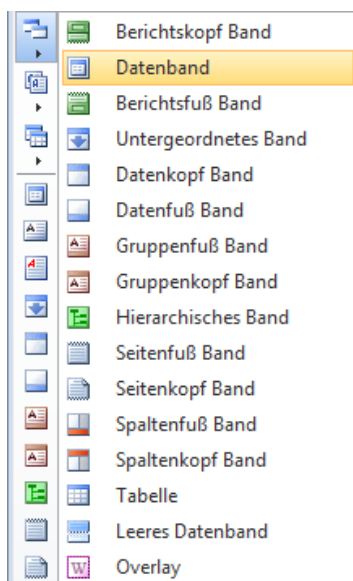 Berichtskopf Band
Datenband
Berichtsfuß Band
Untergeordnetes Band
Datenkopf Band
Datenfuß Band
Gruppenfuß Band
Gruppenkopf Band
Hierarchisches Band
Seitenfuß Band
Seitenkopf Band
Spaltenfuß Band
Spaltenkopf Band
Tabelle
Leeres Datenband
Overlay